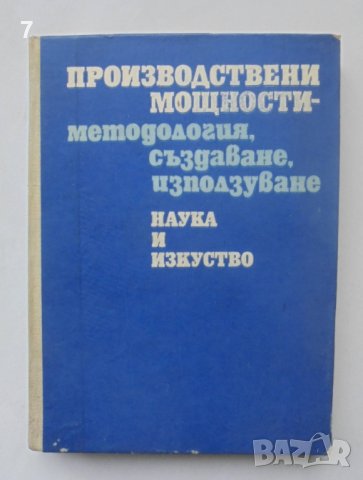 7
ПРОИЗВОДСТВЕНИ
МОЩНОСТИ-
методология,
създаване,
използуване
НАУКА
И
ИЗКУСТВО
BAZAR